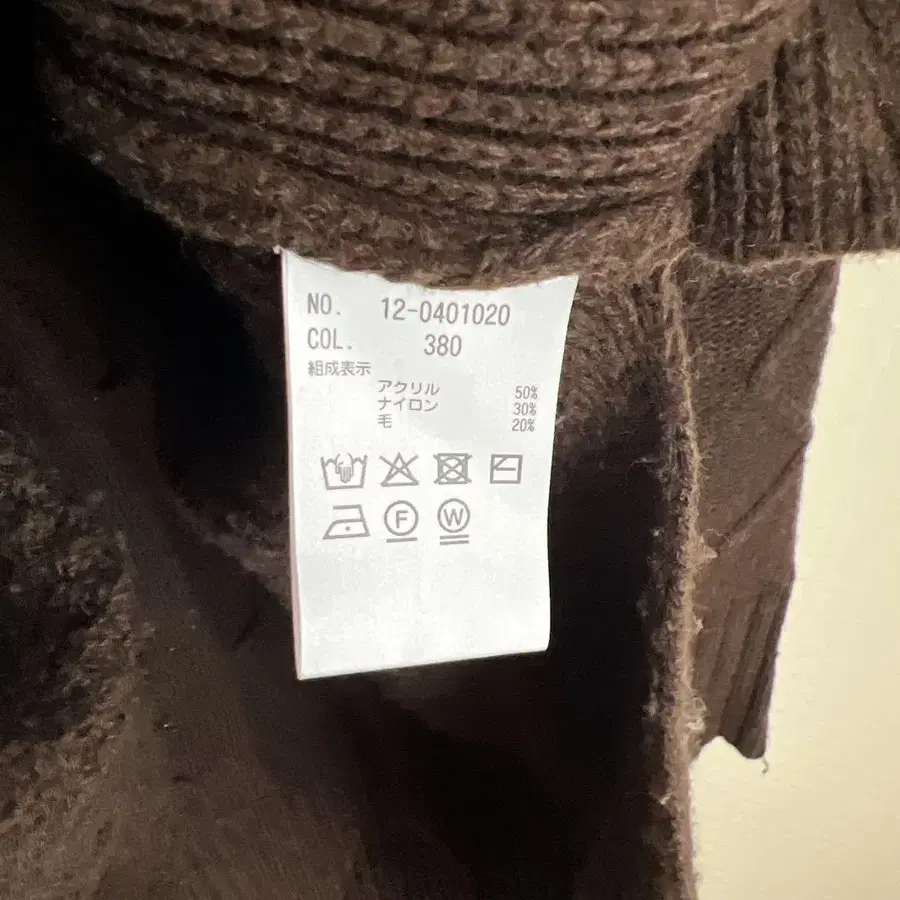 NO. 12-0401020
COL. 380
組成表示
アクリル 50%
ナイロン 30%
毛 20%
F W